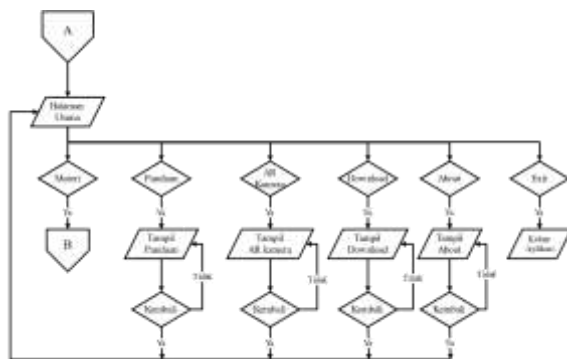 A
Halaman
Utama
Materi
Panduan
AR
Kamera
Download
About
Exit
Ya
Ya
Ya
Ya
Ya
Ya
B
Tampil
Panduan
Tampil
AR kamera
Tampil
Download
Tampil
About
Keluar
Aplikasi
Tidak
Tidak
Tidak
Tidak
Kembali
Kembali
Kembali
Kembali
Ya
Ya
Ya
Ya